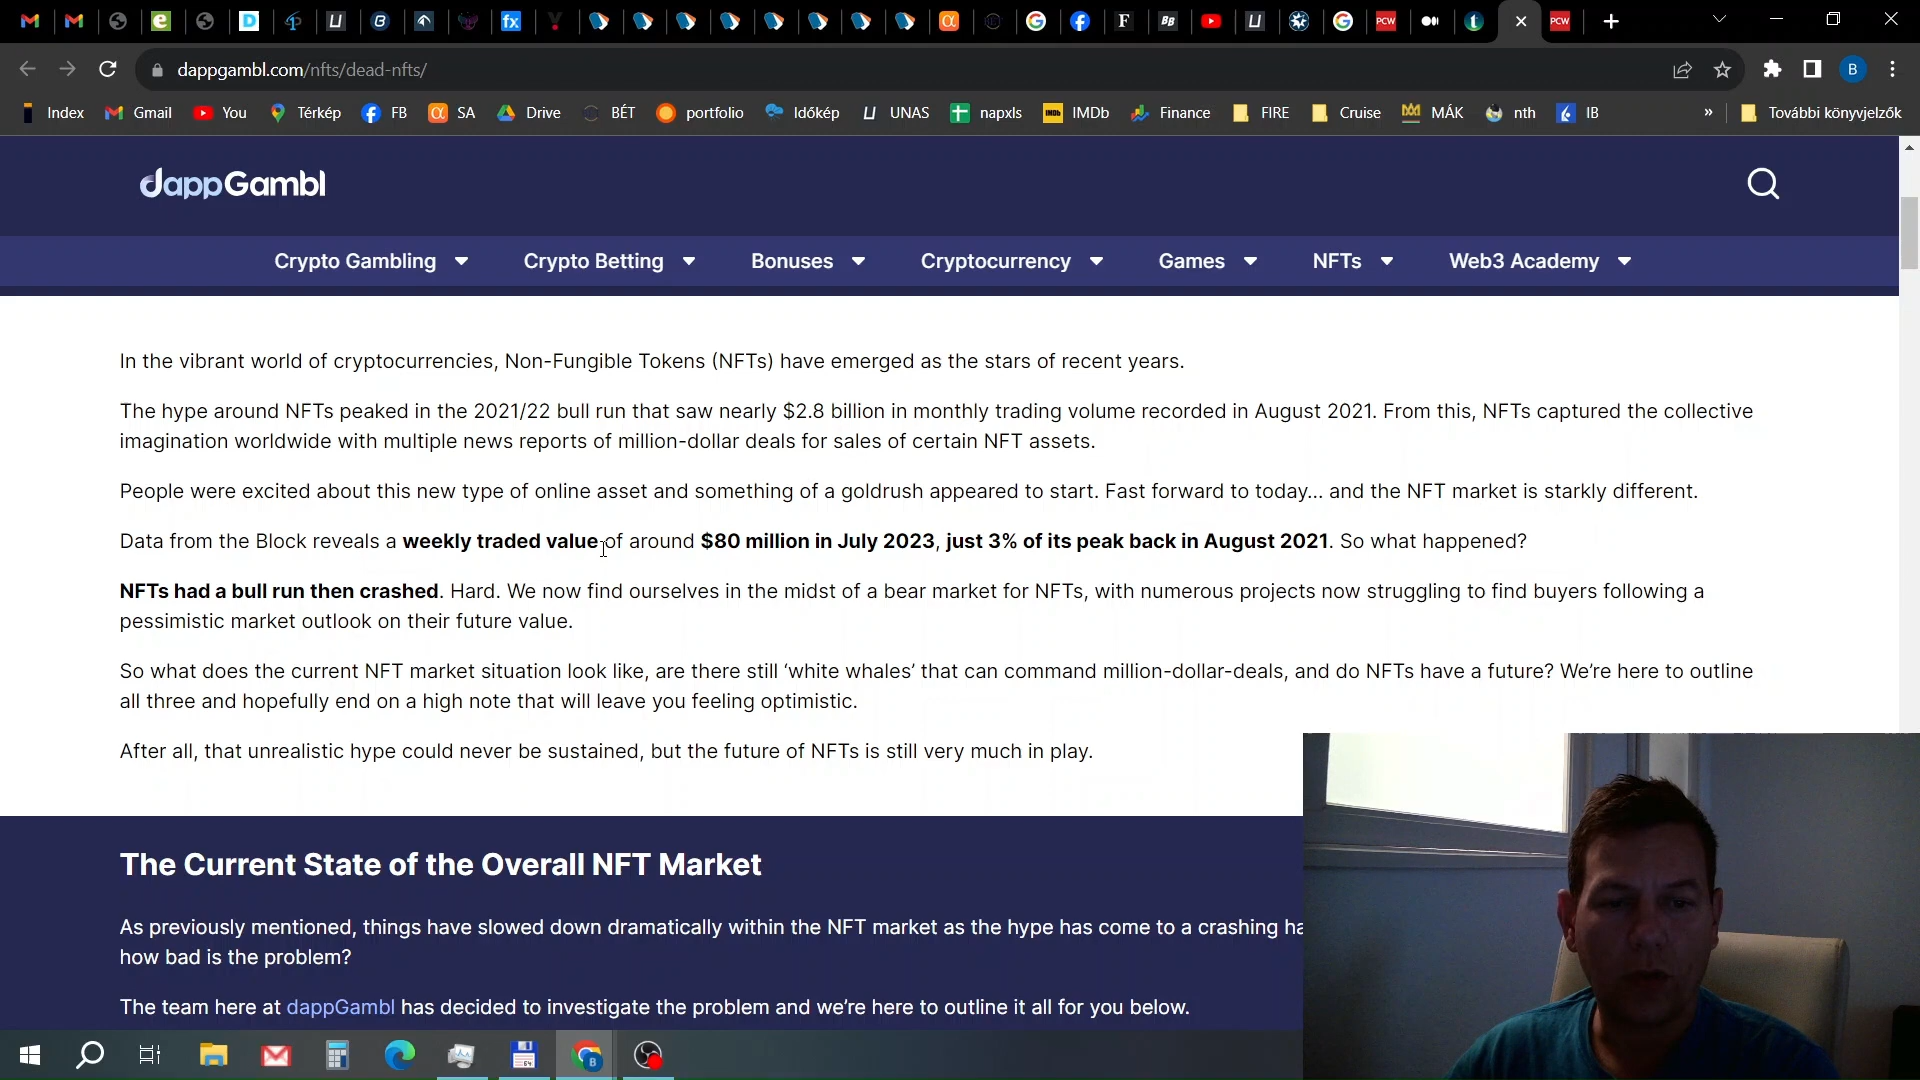 dappgambl.com/nfts/dead-nfts/
B
Index
Gmail
You
Térkép
FB
SA
Drive
BÉT
portfolio
Időkép
UNAS
napxls
IMDb
Finance
FIRE
Cruise
MÁK
nth
IB
»
További könyvjelzők
dappGambl
Crypto Gambling
Crypto Betting
Bonuses
Cryptocurrency
Games
NFTs
Web3 Academy
In the vibrant world of cryptocurrencies, Non-Fungible Tokens (NFTs) have emerged as the stars of recent years.
The hype around NFTs peaked in the 2021/22 bull run that saw nearly $2.8 billion in monthly trading volume recorded in August 2021. From this, NFTs captured the collective
imagination worldwide with multiple news reports of million-dollar deals for sales of certain NFT assets.
People were excited about this new type of online asset and something of a goldrush appeared to start. Fast forward to today... and the NFT market is starkly different.
Data from the Block reveals a weekly traded value of around $80 million in July 2023, just 3% of its peak back in August 2021. So what happened?
NFTs had a bull run then crashed. Hard. We now find ourselves in the midst of a bear market for NFTs, with numerous projects now struggling to find buyers following a
pessimistic market outlook on their future value.
So what does the current NFT market situation look like, are there still ‘white whales’ that can command million-dollar-deals, and do NFTs have a future? We’re here to outline
all three and hopefully end on a high note that will leave you feeling optimistic.
After all, that unrealistic hype could never be sustained, but the future of NFTs is still very much in play.
The Current State of the Overall NFT Market
As previously mentioned, things have slowed down dramatically within the NFT market as the hype has come to a crashing ha
how bad is the problem?
The team here at dappGambl has decided to investigate the problem and we’re here to outline it all for you below.